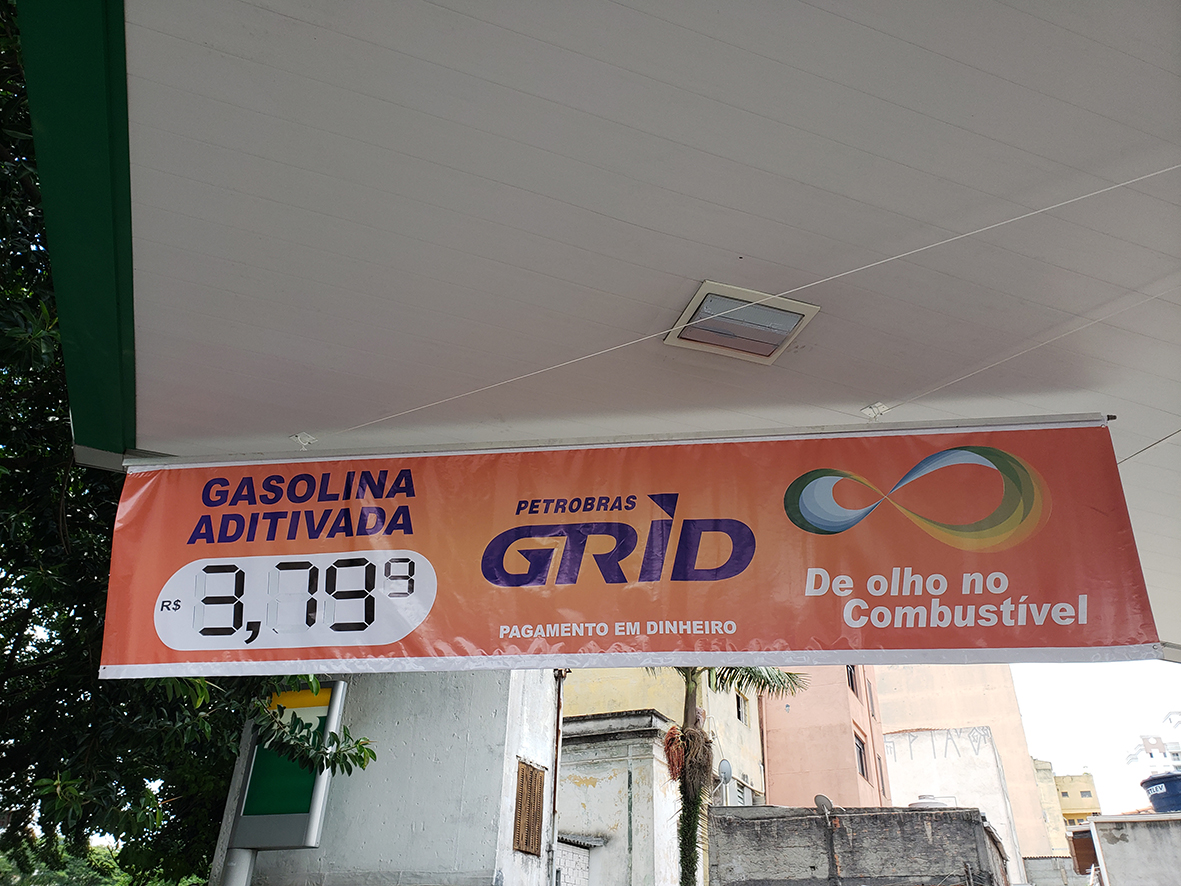 GASOLINA
ADITIVADA
R$ 3,799
PETROBRAS
GRID
PAGAMENTO EM DINHEIRO
De olho no
Combustível